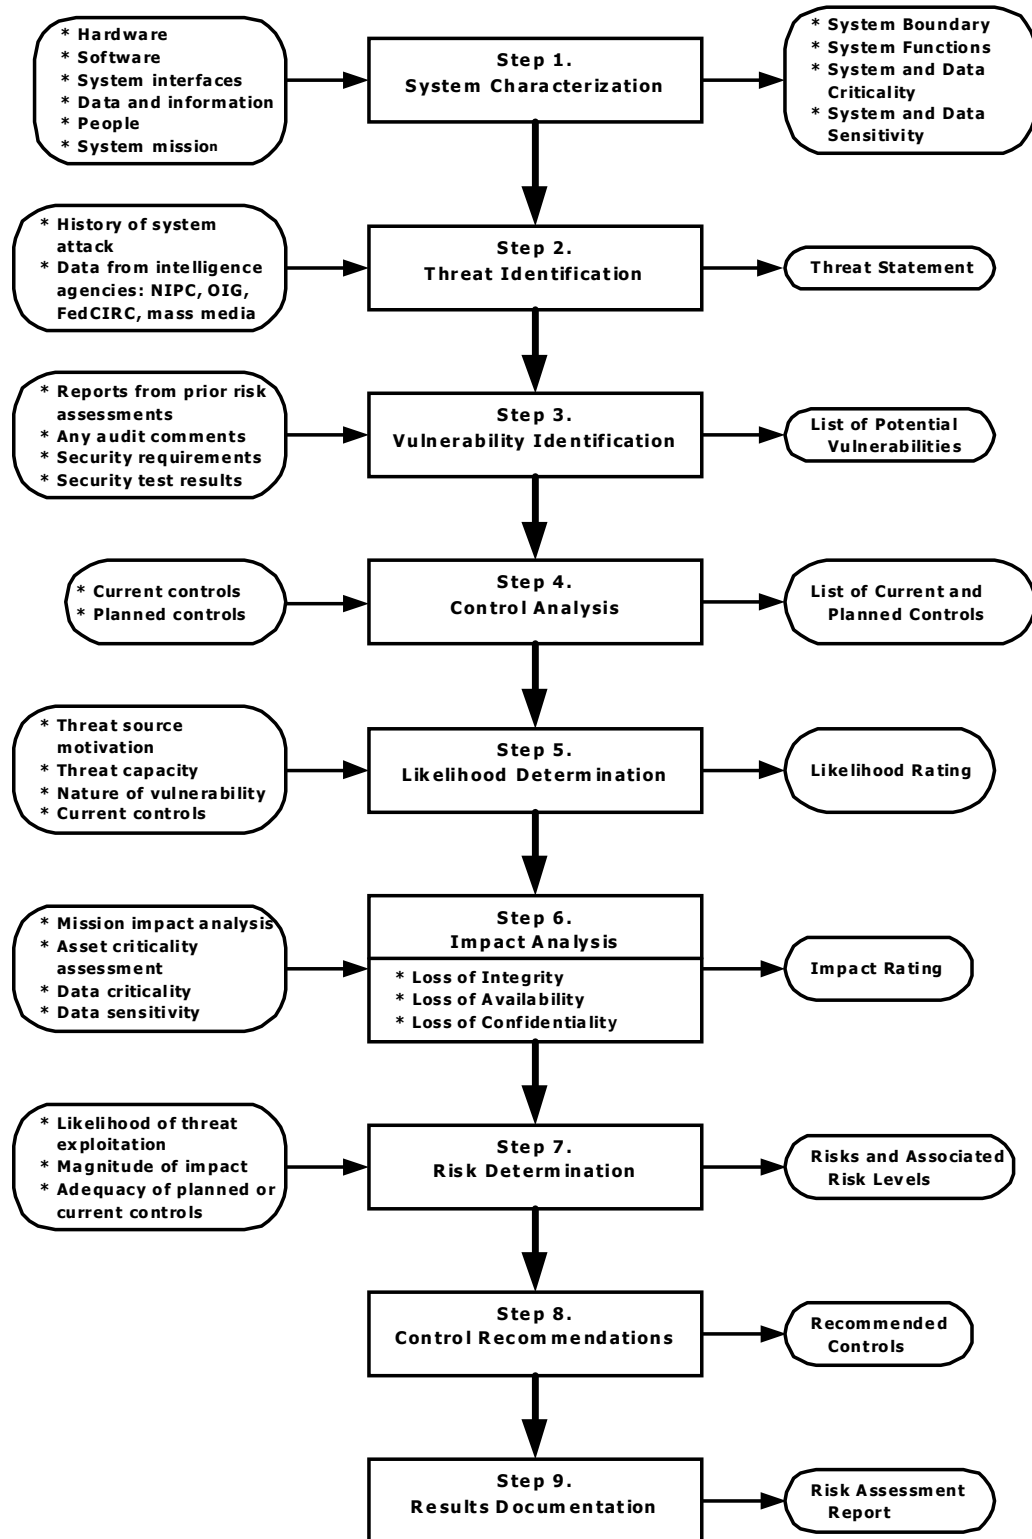 * Hardware
* Software
* System interfaces
* Data and information
* People
* System mission
Step 1.
System Characterization
* System Boundary
* System Functions
* System and Data
Criticality
* System and Data
Sensitivity
* History of system
attack
* Data from intelligence
agencies: NIPC, OIG,
FedCIRC, mass media
Step 2.
Threat Identification
Threat Statement
* Reports from prior risk
assessments
* Any audit comments
* Security requirements
* Security test results
Step 3.
Vulnerability Identification
List of Potential
Vulnerabilities
* Current controls
* Planned controls
Step 4.
Control Analysis
List of Current and
Planned Controls
* Threat source
motivation
* Threat capacity
* Nature of vulnerability
* Current controls
Step 5.
Likelihood Determination
Likelihood Rating
* Mission impact analysis
* Asset criticality
assessment
* Data criticality
* Data sensitivity
Step 6.
Impact Analysis
* Loss of Integrity
* Loss of Availability
* Loss of Confidentiality
Impact Rating
* Likelihood of threat
exploitation
* Magnitude of impact
* Adequacy of planned or
current controls
Step 7.
Risk Determination
Risks and Associated
Risk Levels
Step 8.
Control Recommendations
Recommended
Controls
Step 9.
Results Documentation
Risk Assessment
Report